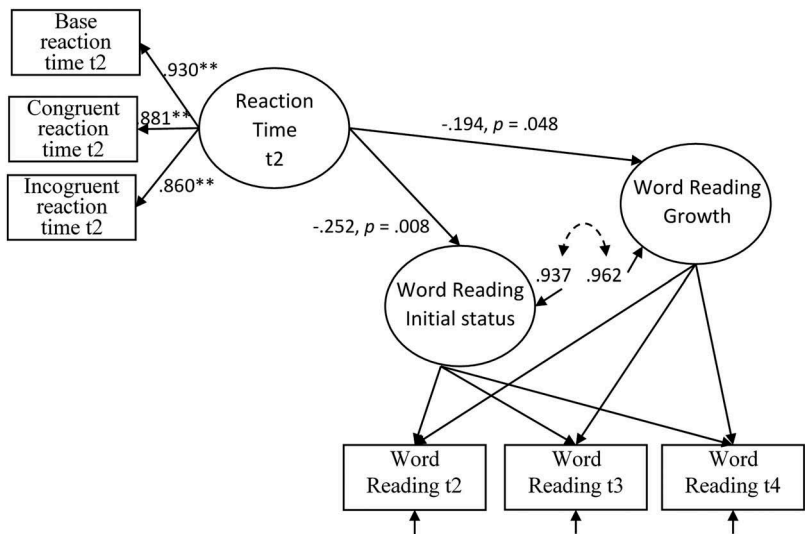 Base
reaction
time t2
.930**
Congruent
reaction
time t2
.881**
Incogruent
reaction
time t2
.860**
Reaction
Time
t2
-.194, p = .048
-.252, p = .008
Word Reading
Growth
.937
.962
Word Reading
Initial status
Word
Reading t2
Word
Reading t3
Word
Reading t4